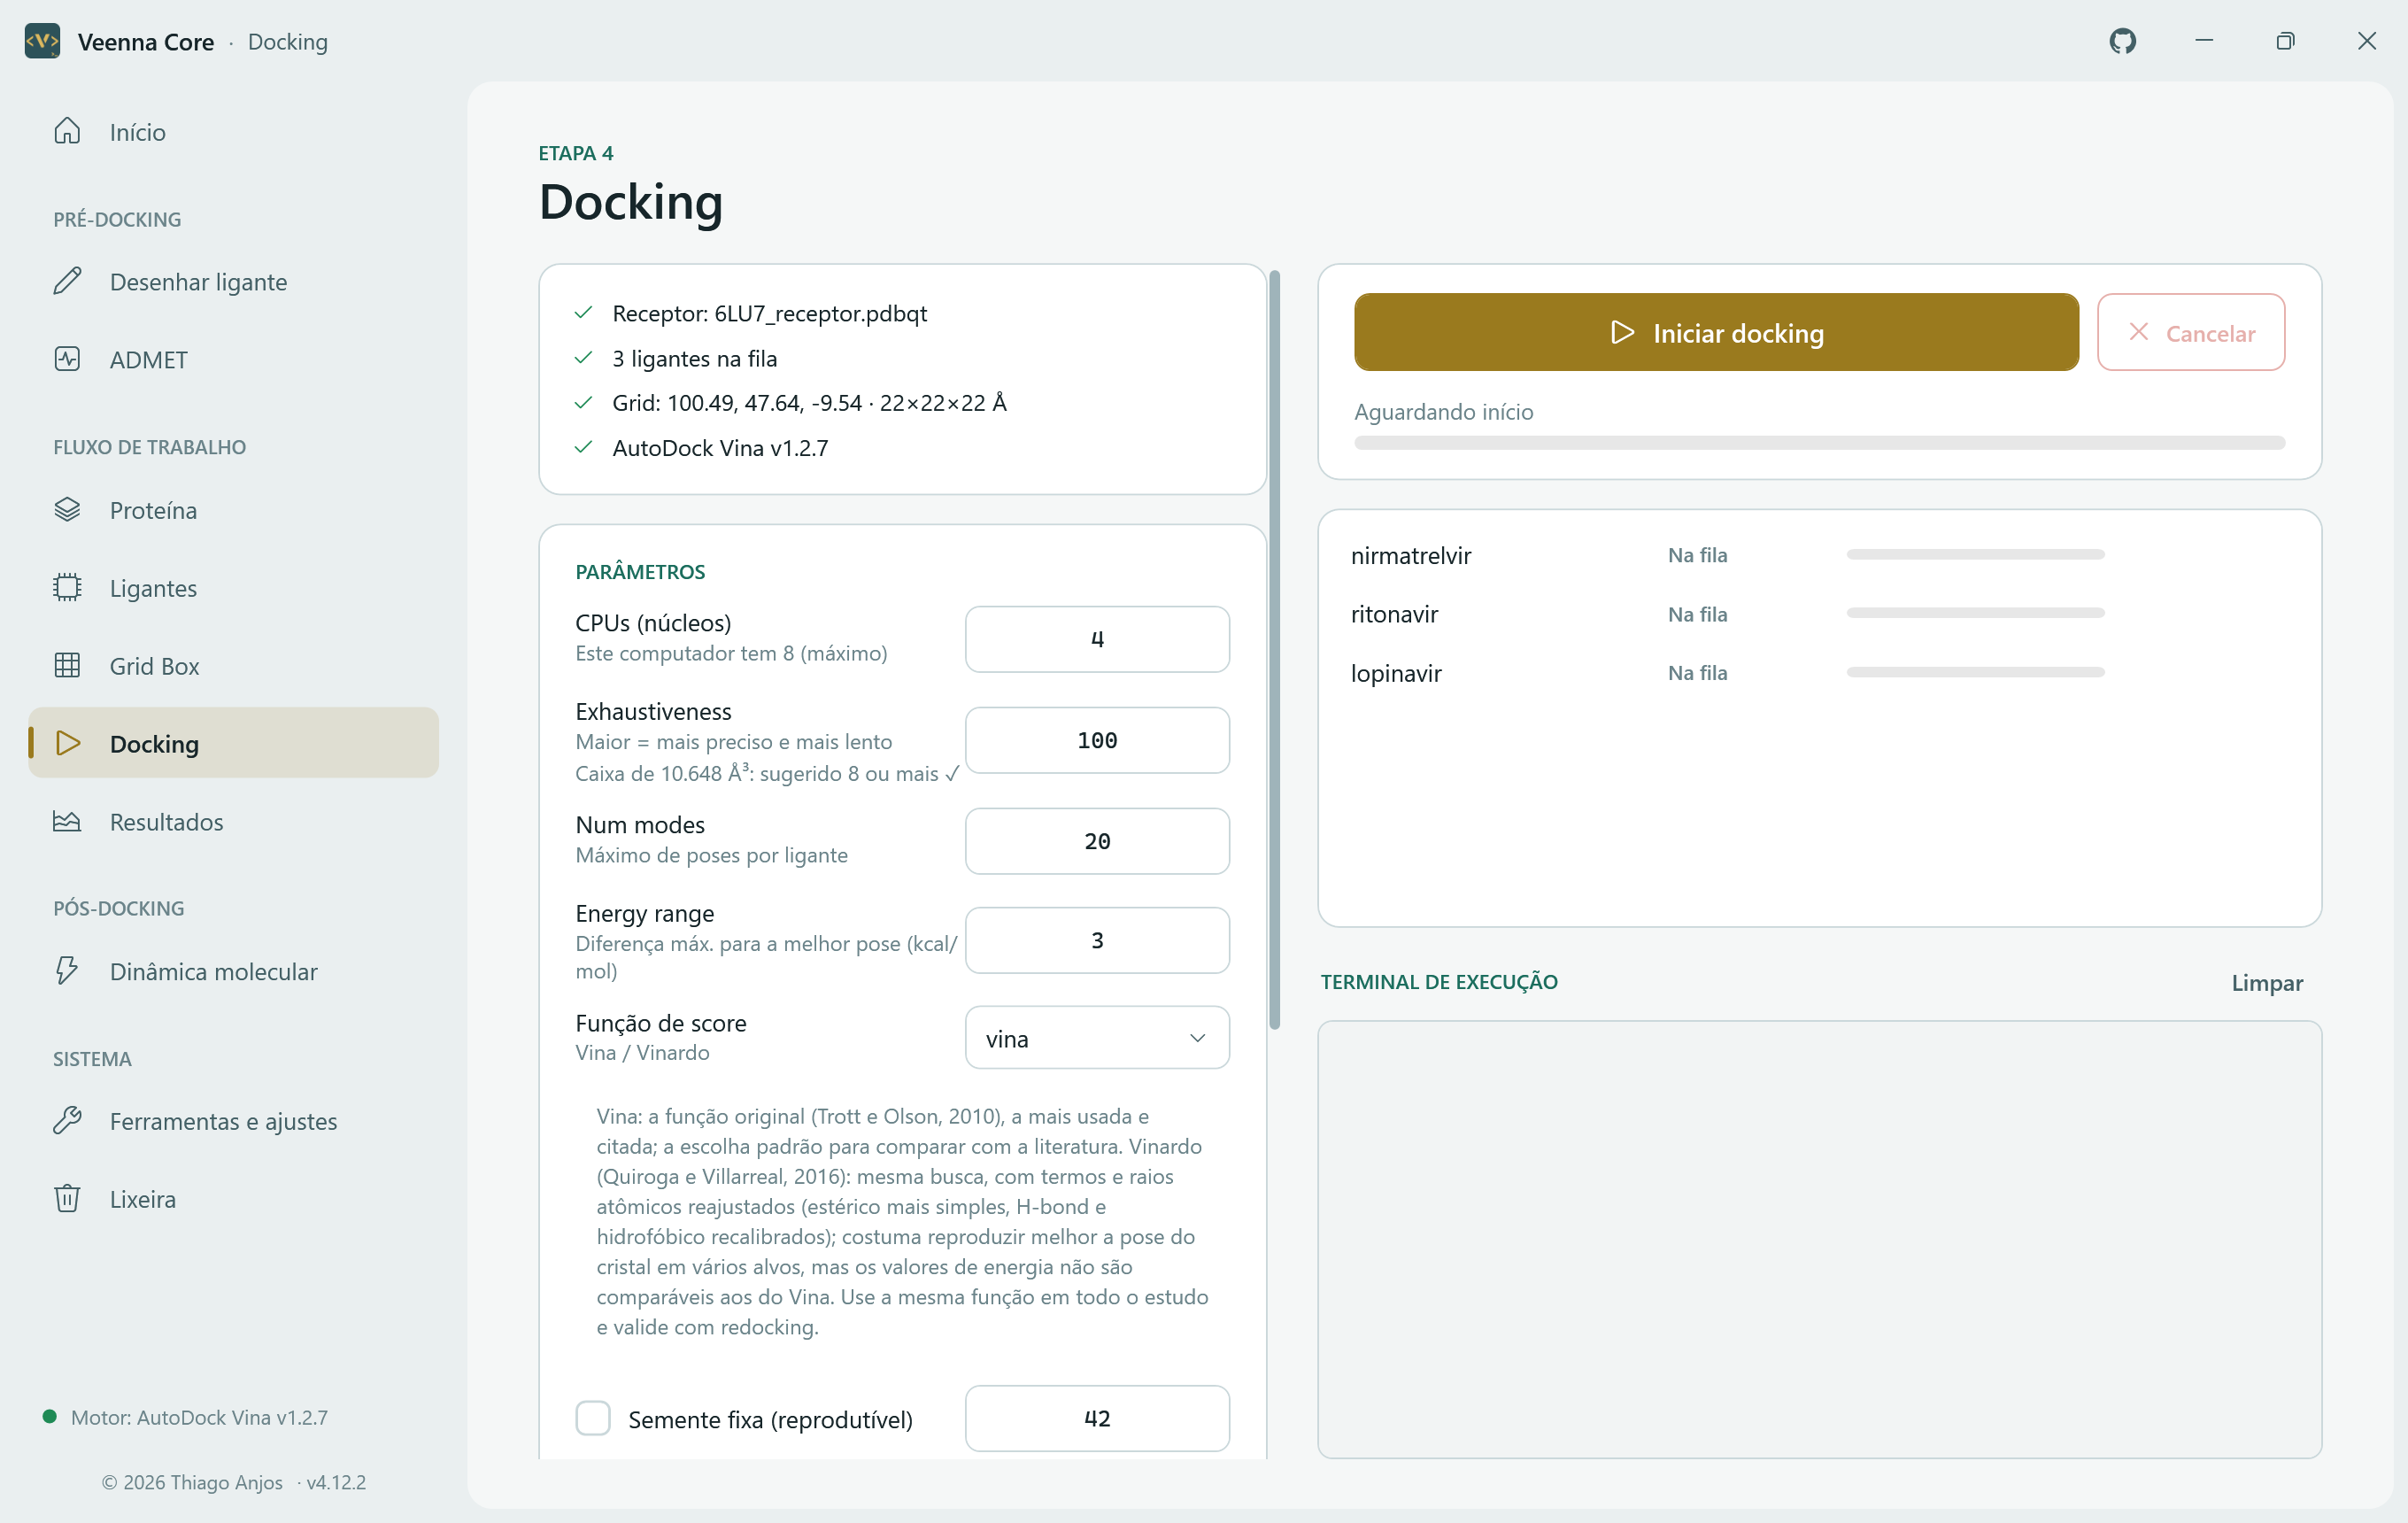 Veenna Core · Docking
Início
PRÉ-DOCKING
Desenhar ligante
ADMET
FLUXO DE TRABALHO
Proteína
Ligantes
Grid Box
Docking
Resultados
PÓS-DOCKING
Dinâmica molecular
SISTEMA
Ferramentas e ajustes
Lixeira
Motor: AutoDock Vina v1.2.7
© 2026 Thiago Anjos · v4.12.2
ETAPA 4
Docking
Receptor: 6LU7_receptor.pdbqt
3 ligantes na fila
Grid: 100.49, 47.64, -9.54 · 22×22×22 Å
AutoDock Vina v1.2.7
PARÂMETROS
CPUs (núcleos)
Este computador tem 8 (máximo)
4
Exhaustiveness
Maior = mais preciso e mais lento
Caixa de 10.648 Å³: sugerido 8 ou mais ✓
100
Num modes
Máximo de poses por ligante
20
Energy range
Diferença máx. para a melhor pose (kcal/
mol)
3
Função de score
Vina / Vinardo
vina
Vina: a função original (Trott e Olson, 2010), a mais usada e
citada; a escolha padrão para comparar com a literatura. Vinardo
(Quiroga e Villarreal, 2016): mesma busca, com termos e raios
atômicos reajustados (estérico mais simples, H-bond e
hidrofóbico recalibrados); costuma reproduzir melhor a pose do
cristal em vários alvos, mas os valores de energia não são
comparáveis aos do Vina. Use a mesma função em todo o estudo
e valide com redocking.
Semente fixa (reprodutível)
42
Iniciar docking
Cancelar
Aguardando início
nirmatrelvir Na fila
ritonavir Na fila
lopinavir Na fila
TERMINAL DE EXECUÇÃO
Limpar